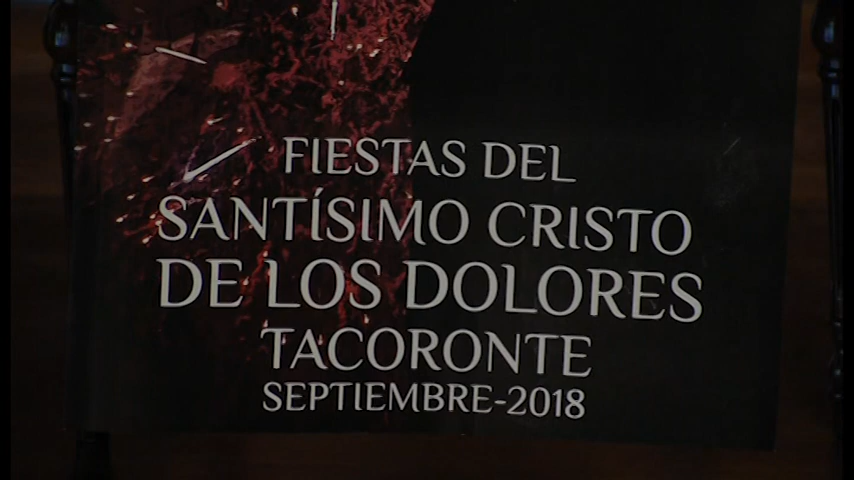 FIESTAS DEL
SANTÍSIMO CRISTO
DE LOS DOLORES
TACORONTE
SEPTIEMBRE-2018